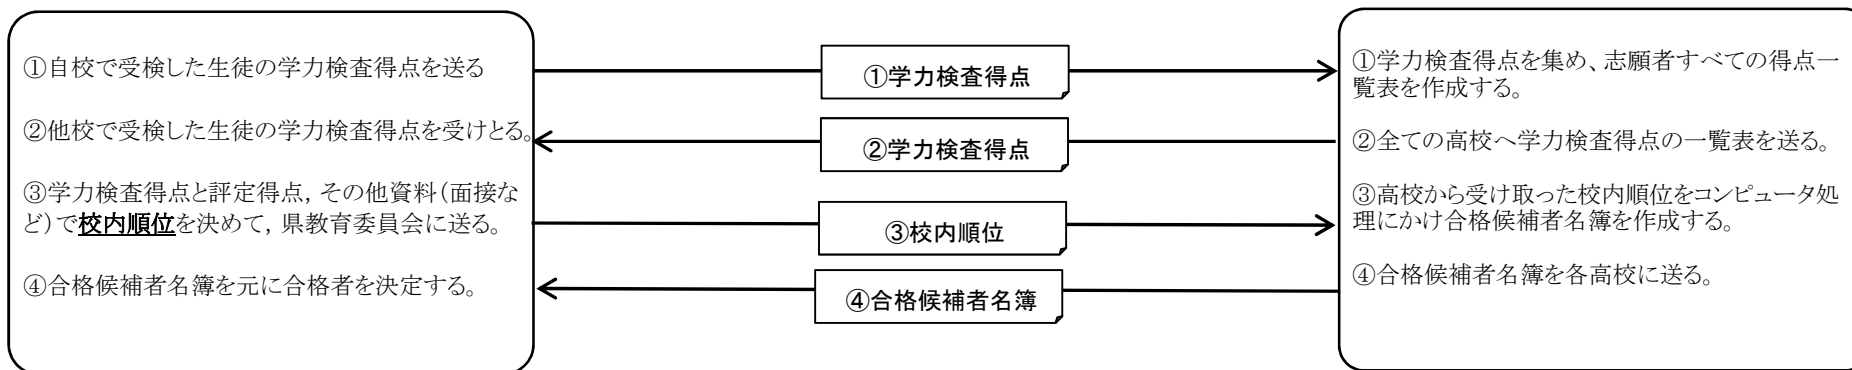 ①自校で受検した生徒の学力検査得点を送る
②他校で受検した生徒の学力検査得点を受けとる。
③学力検査得点と評定得点，その他資料（面接な
ど）で校内順位を決めて，県教育委員会に送る。
④合格候補者名簿を元に合格者を決定する。
①学力検査得点
②学力検査得点
③校内順位
④合格候補者名簿
①学力検査得点を集め、志願者すべての得点一
覧表を作成する。
②全ての高校へ学力検査得点の一覧表を送る。
③高校から受け取った校内順位をコンピュータ処
理にかけ合格候補者名簿を作成する。
④合格候補者名簿を各高校に送る。